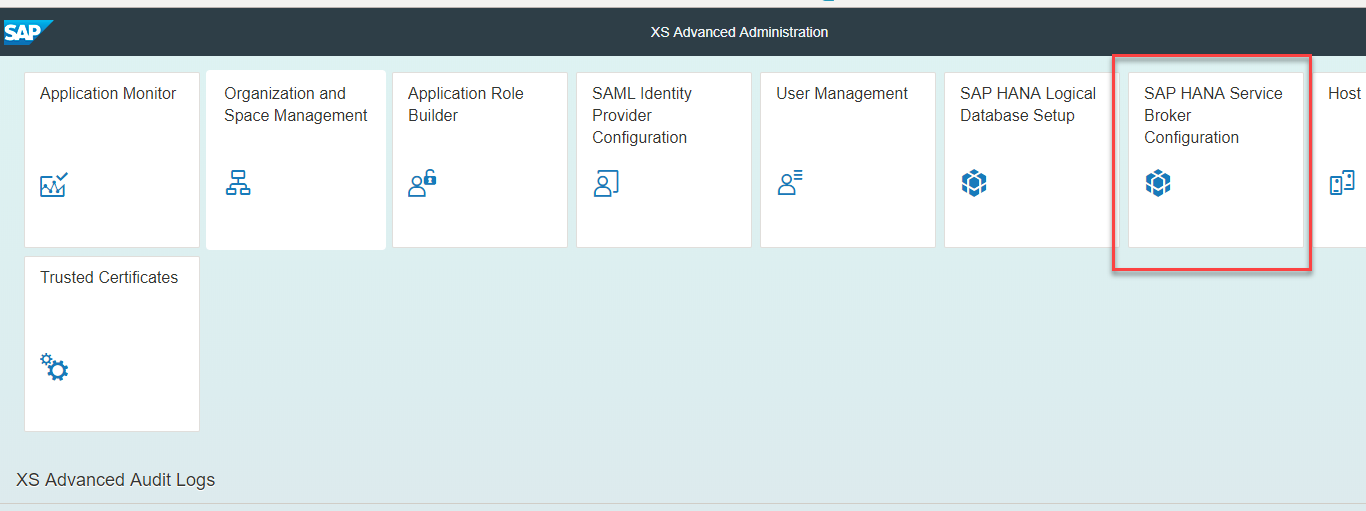 SAP
XS Advanced Administration
Application Monitor
Organization and
Space Management
Application Role
Builder
SAML Identity
Provider
Configuration
User Management
SAP HANA Logical
Database Setup
SAP HANA Service
Broker
Configuration
Host
Trusted Certificates
XS Advanced Audit Logs